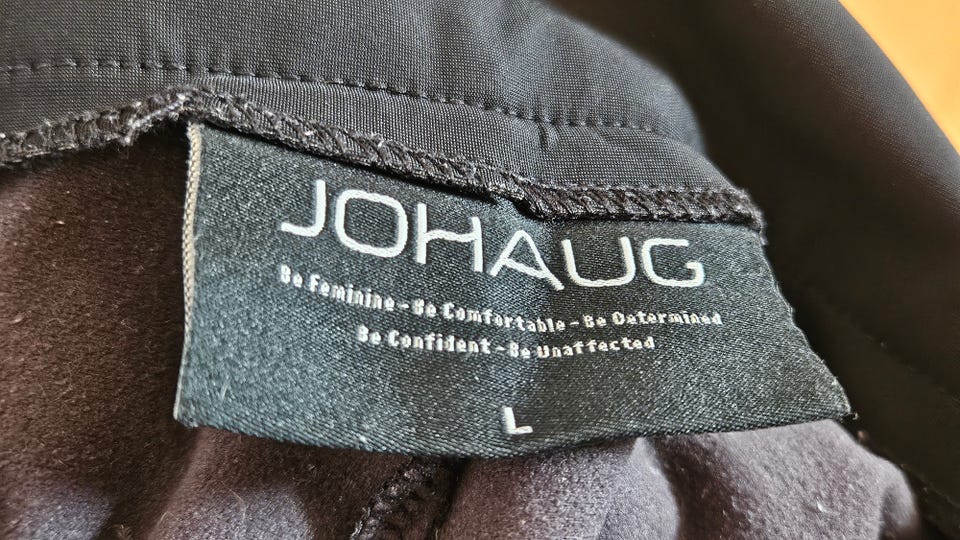 JOHAUG
Be Feminine - Be Comfortable - Be Determined
Be Confident - Be Unaffected
L